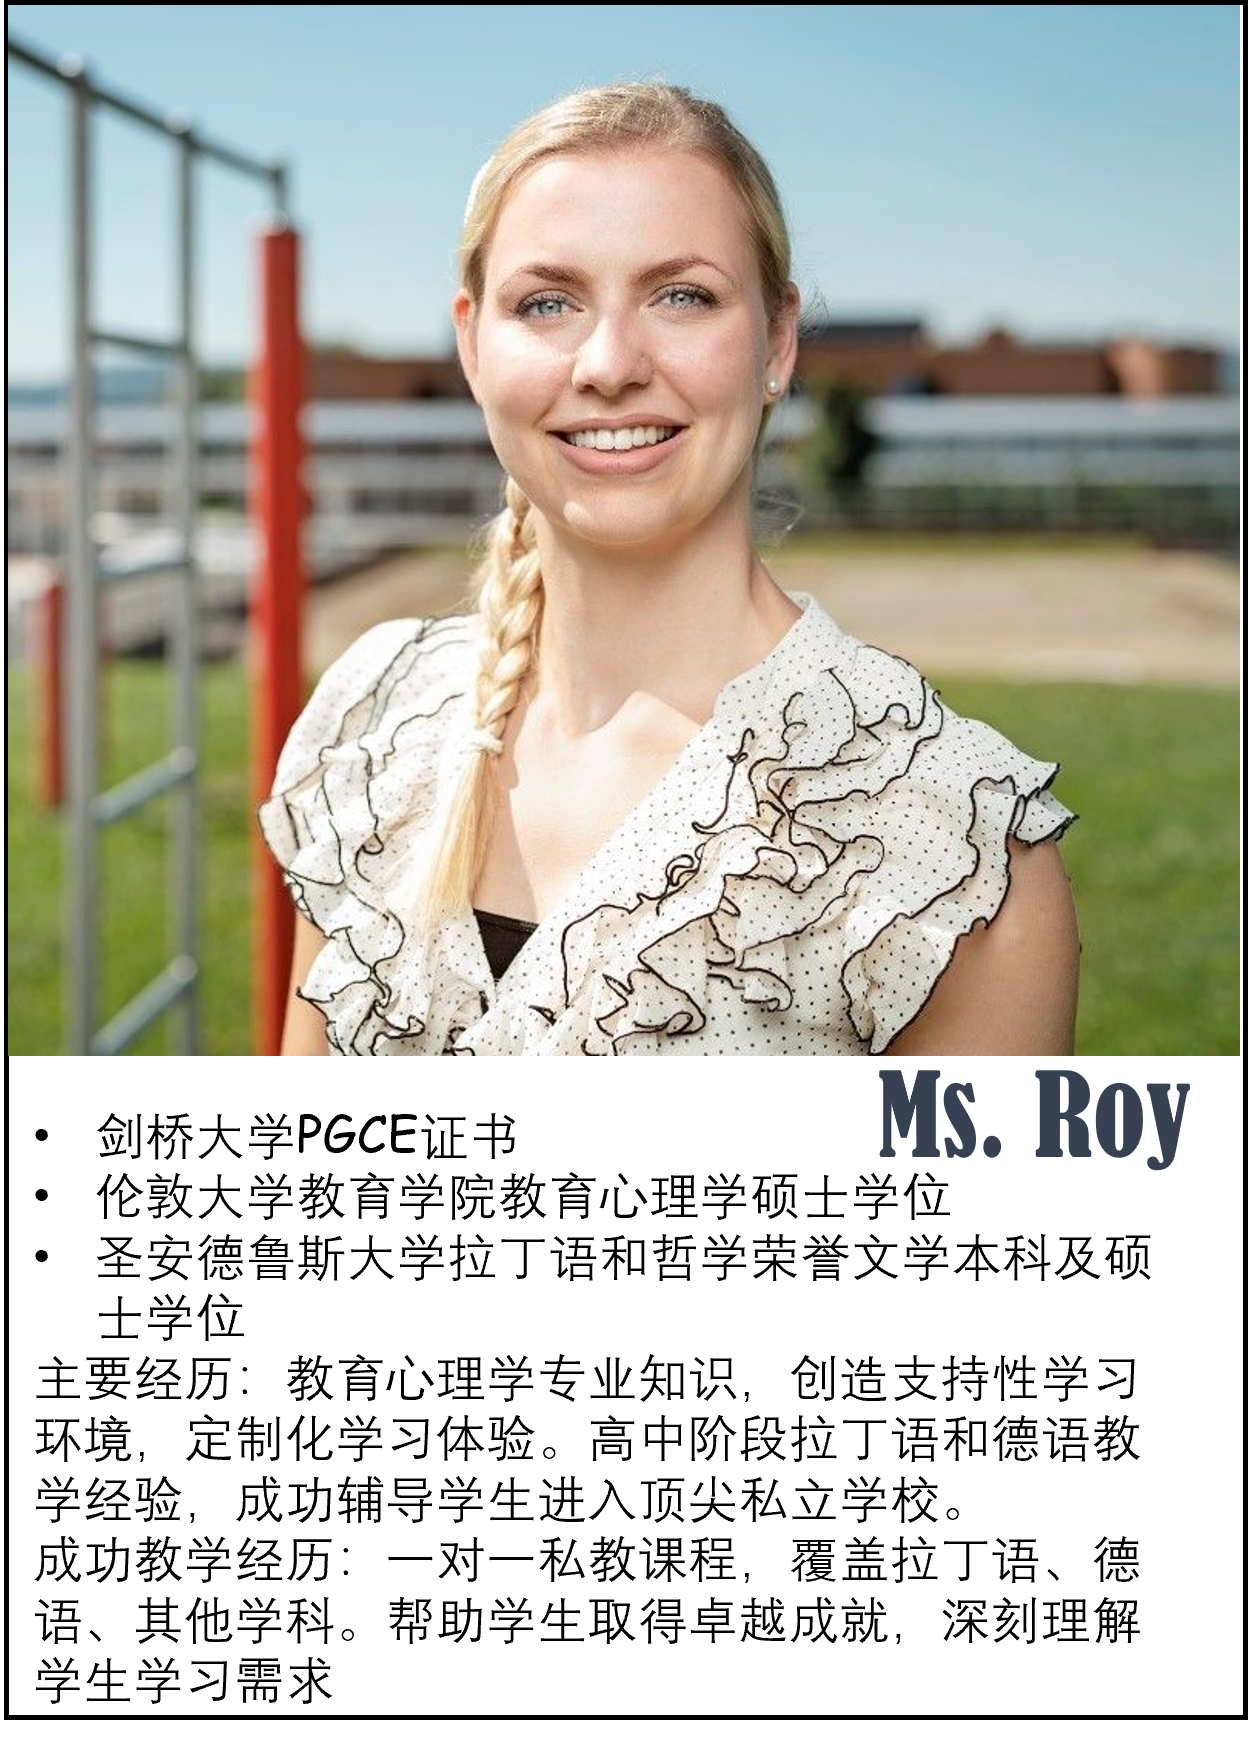 Ms. Roy
• 剑桥大学PGCE证书
• 伦敦大学教育学院教育心理学硕士学位
• 圣安德鲁斯大学拉丁语和哲学荣誉文学本科及硕
士学位
主要经历：教育心理学专业知识，创造支持性学习
环境，定制化学习体验。高中阶段拉丁语和德语教
学经验，成功辅导学生进入顶尖私立学校。
成功教学经历：一对一私教课程，覆盖拉丁语、德
语、其他学科。帮助学生取得卓越成就，深刻理解
学生学习需求